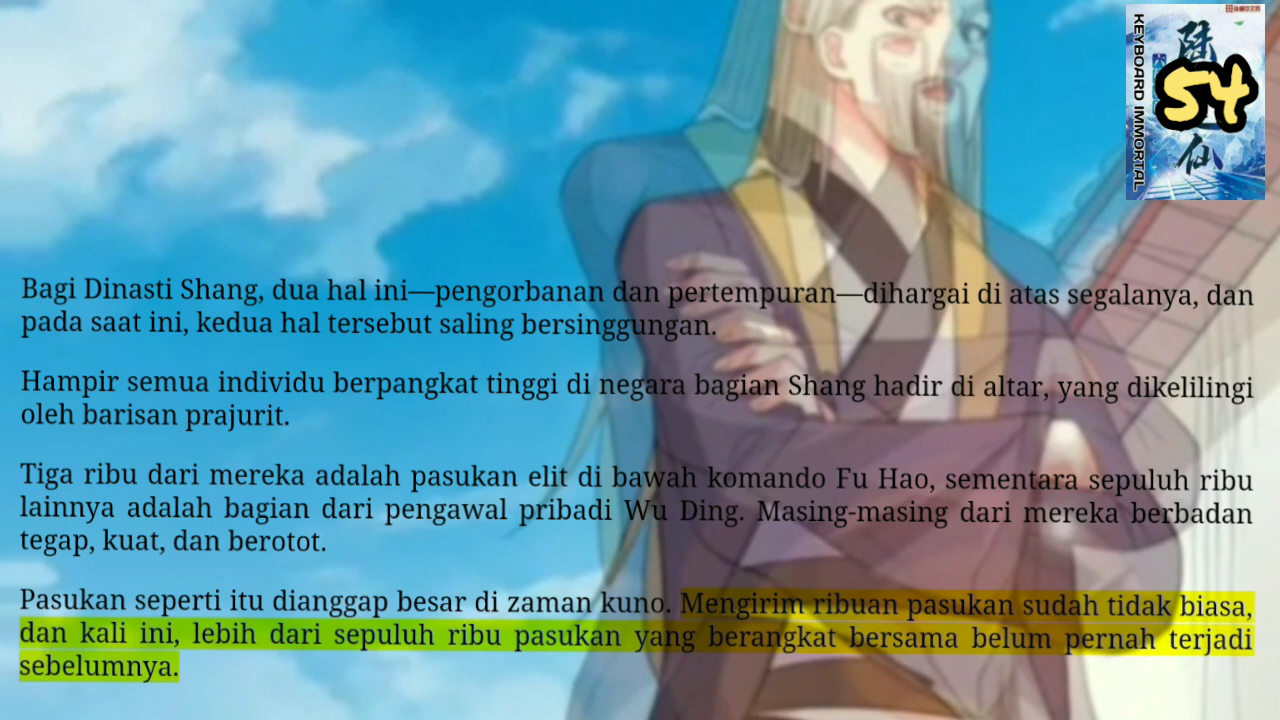 KEYBOARD IMMORTAL
陆
仙
54
Bagi Dinasti Shang, dua hal ini—pengorbanan dan pertempuran—dihargai di atas segalanya, dan
pada saat ini, kedua hal tersebut saling bersinggungan.
Hampir semua individu berpangkat tinggi di negara bagian Shang hadir di altar, yang dikelilingi
oleh barisan prajurit.
Tiga ribu dari mereka adalah pasukan elit di bawah komando Fu Hao, sementara sepuluh ribu
lainnya adalah bagian dari pengawal pribadi Wu Ding. Masing-masing dari mereka berbadan
tegap, kuat, dan berotot.
Pasukan seperti itu dianggap besar di zaman kuno. Mengirim ribuan pasukan sudah tidak biasa,
dan kali ini, lebih dari sepuluh ribu pasukan yang berangkat bersama belum pernah terjadi
sebelumnya.